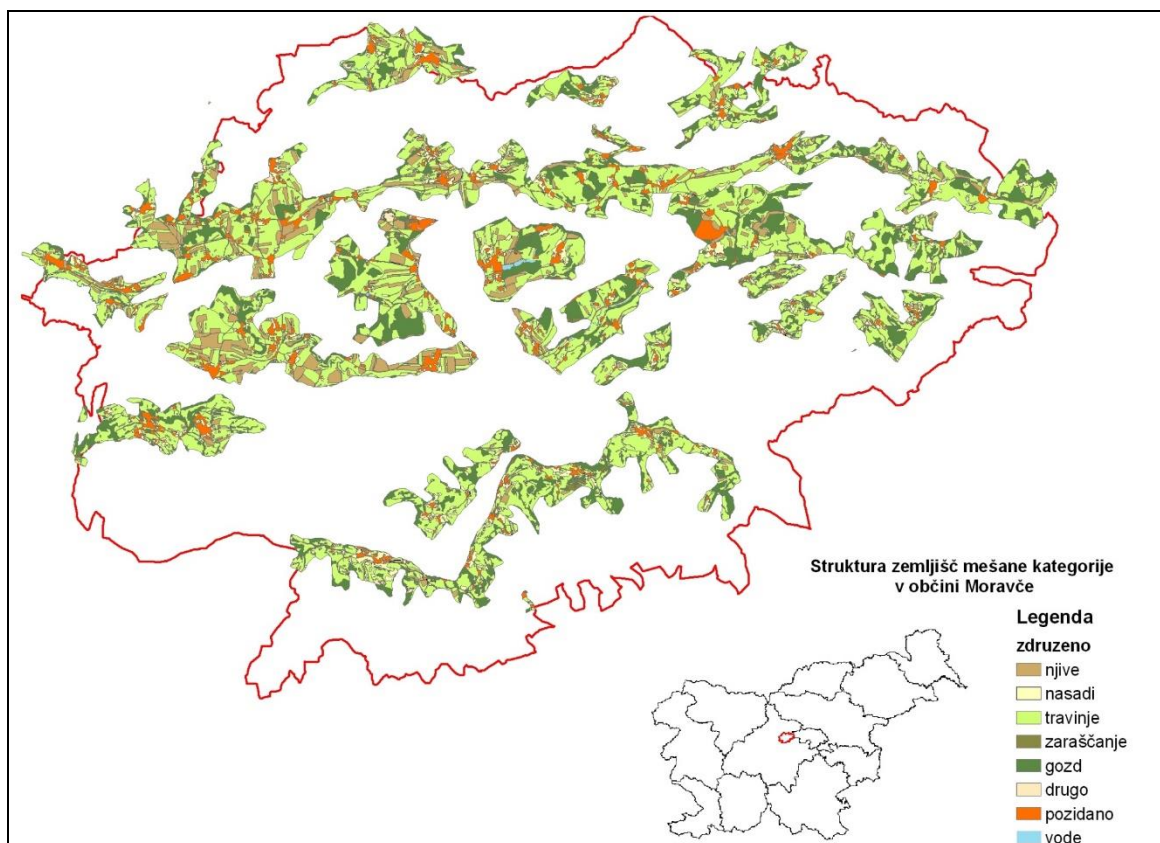 Struktura zemljišč mešane kategorije
v občini Moravče
Legenda
zdruzeno
njive
nasadi
travinje
zaraščanje
gozd
drugo
pozidano
vode